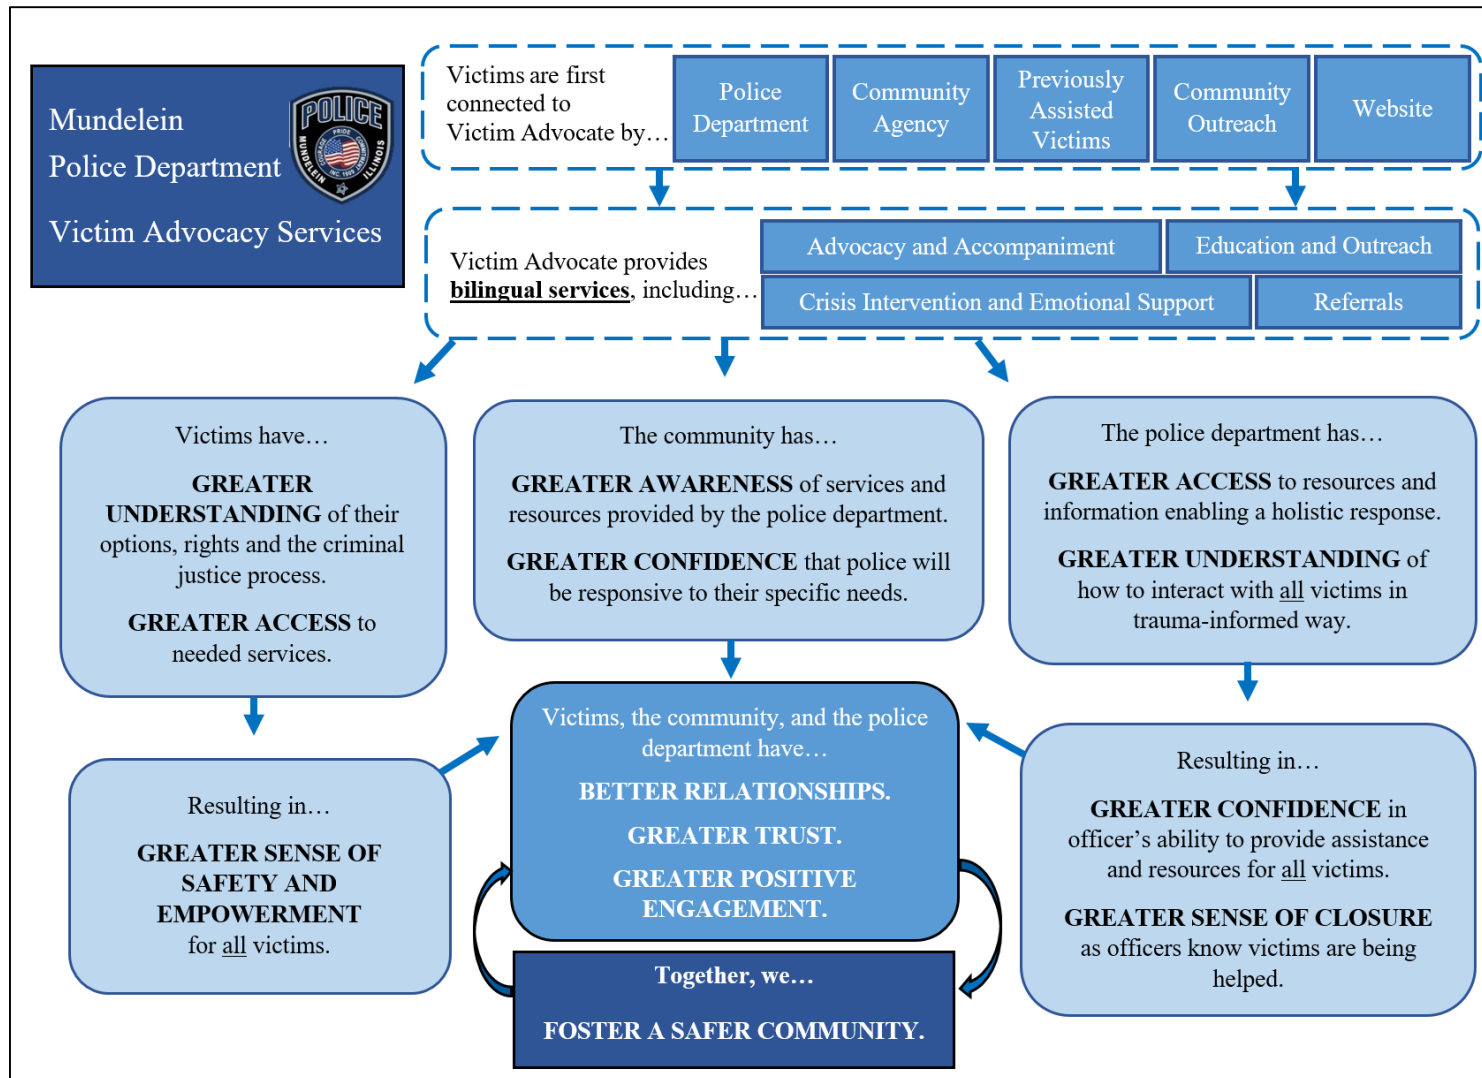 Mundelein
Police Department
Victim Advocacy Services
POLICE
PRIDE
INC. 1909
MUNDELEIN
ILLINOIS
Victims are first
connected to
Victim Advocate by…
Police
Department
Community
Agency
Previously
Assisted
Victims
Community
Outreach
Website
Victim Advocate provides
bilingual services, including…
Advocacy and Accompaniment
Education and Outreach
Crisis Intervention and Emotional Support
Referrals
Victims have…
GREATER
UNDERSTANDING of their
options, rights and the criminal
justice process.
GREATER ACCESS to
needed services.
The community has…
GREATER AWARENESS of services and
resources provided by the police department.
GREATER CONFIDENCE that police will
be responsive to their specific needs.
The police department has…
GREATER ACCESS to resources and
information enabling a holistic response.
GREATER UNDERSTANDING of
how to interact with all victims in
trauma-informed way.
Resulting in…
GREATER SENSE OF
SAFETY AND
EMPOWERMENT
for all victims.
Victims, the community, and the police
department have…
BETTER RELATIONSHIPS.
GREATER TRUST.
GREATER POSITIVE
ENGAGEMENT.
Resulting in…
GREATER CONFIDENCE in
officer’s ability to provide assistance
and resources for all victims.
GREATER SENSE OF CLOSURE
as officers know victims are being
helped.
Together, we…
FOSTER A SAFER COMMUNITY.